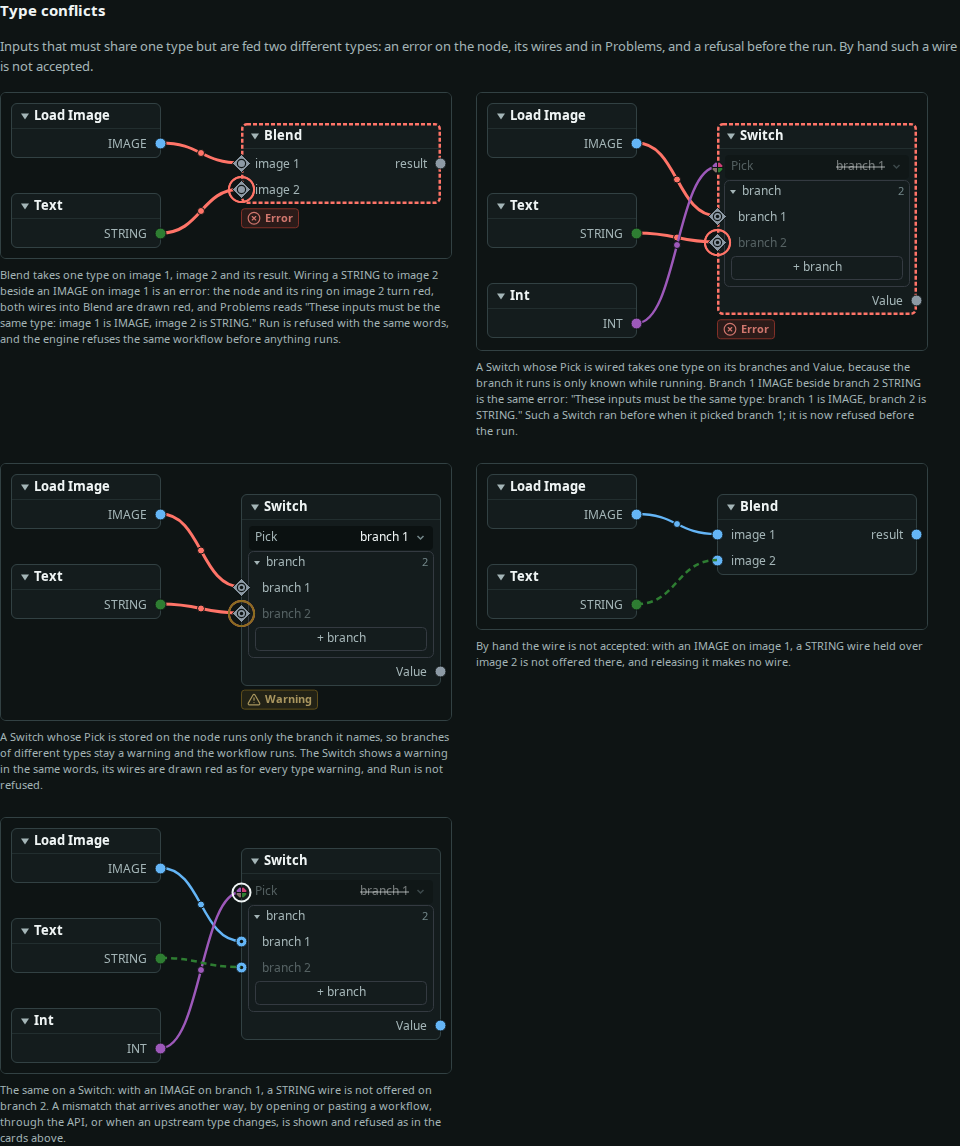 Type conflicts
Inputs that must share one type but are fed two different types: an error on the node, its wires and in Problems, and a refusal before the run. By hand such a wire
is not accepted.
Load Image
IMAGE
Text
STRING
Blend
image 1
result
image 2
Error
Blend takes one type on image 1, image 2 and its result. Wiring a STRING to image 2
beside an IMAGE on image 1 is an error: the node and its ring on image 2 turn red,
both wires into Blend are drawn red, and Problems reads "These inputs must be the
same type: image 1 is IMAGE, image 2 is STRING." Run is refused with the same words,
and the engine refuses the same workflow before anything runs.
Load Image
IMAGE
Text
STRING
Int
INT
Switch
Pick branch 1
branch 2
branch 1
branch 2
+ branch
Value
Error
A Switch whose Pick is wired takes one type on its branches and Value, because the
branch it runs is only known while running. Branch 1 IMAGE beside branch 2 STRING
is the same error: "These inputs must be the same type: branch 1 is IMAGE, branch 2 is
STRING." Such a Switch ran before when it picked branch 1; it is now refused before
the run.
Load Image
IMAGE
Text
STRING
Switch
Pick branch 1
branch 2
branch 1
branch 2
+ branch
Value
Warning
A Switch whose Pick is stored on the node runs only the branch it names, so branches
of different types stay a warning and the workflow runs. The Switch shows a warning
in the same words, its wires are drawn red as for every type warning, and Run is not
refused.
Load Image
IMAGE
Text
STRING
Blend
image 1
result
image 2
By hand the wire is not accepted: with an IMAGE on image 1, a STRING wire held over
image 2 is not offered there, and releasing it makes no wire.
Load Image
IMAGE
Text
STRING
Int
INT
Switch
Pick branch 1
branch 2
branch 1
branch 2
+ branch
Value
The same on a Switch: with an IMAGE on branch 1, a STRING wire is not offered on
branch 2. A mismatch that arrives another way, by opening or pasting a workflow,
through the API, or when an upstream type changes, is shown and refused as in the
cards above.